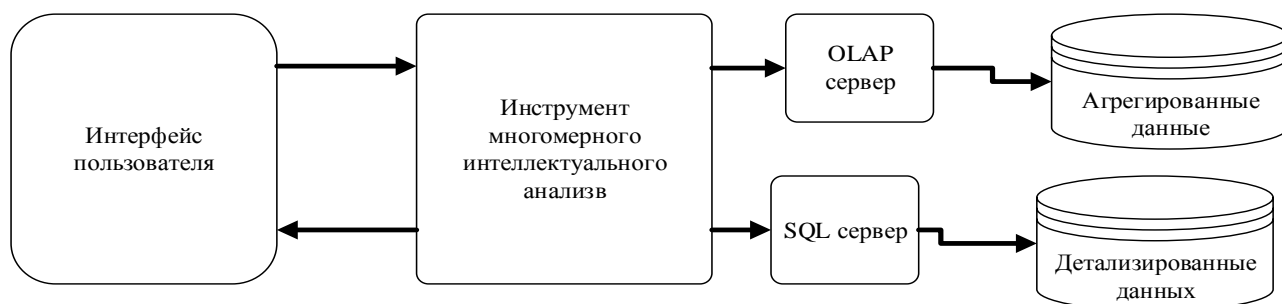 Интерфейс
пользователя
Инструмент
многомерного
интеллектуального
анализв
OLAP
сервер
Агрегированные
данные
SQL сервер
Детализированные
данных